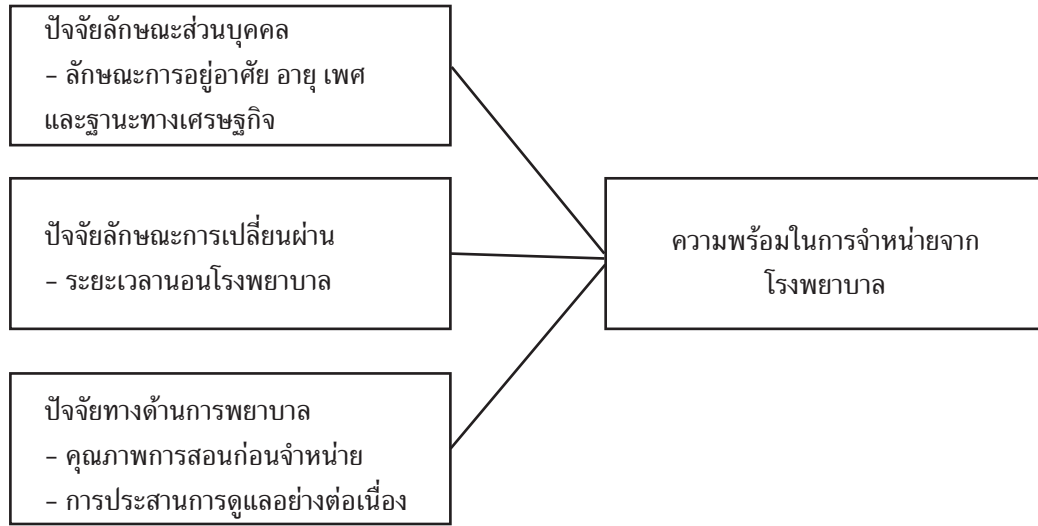 ปัจจัยลักษณะส่วนบุคคล
– ลักษณะการอยู่อาศัย อายุ เพศ
และฐานะทางเศรษฐกิจ
ปัจจัยลักษณะการเปลี่ยนผ่าน
– ระยะเวลานอนโรงพยาบาล
ปัจจัยทางด้านการพยาบาล
– คุณภาพการสอนก่อนจำหน่าย
– การประสานการดูแลอย่างต่อเนื่อง
ความพร้อมในการจำหน่ายจาก
โรงพยาบาล